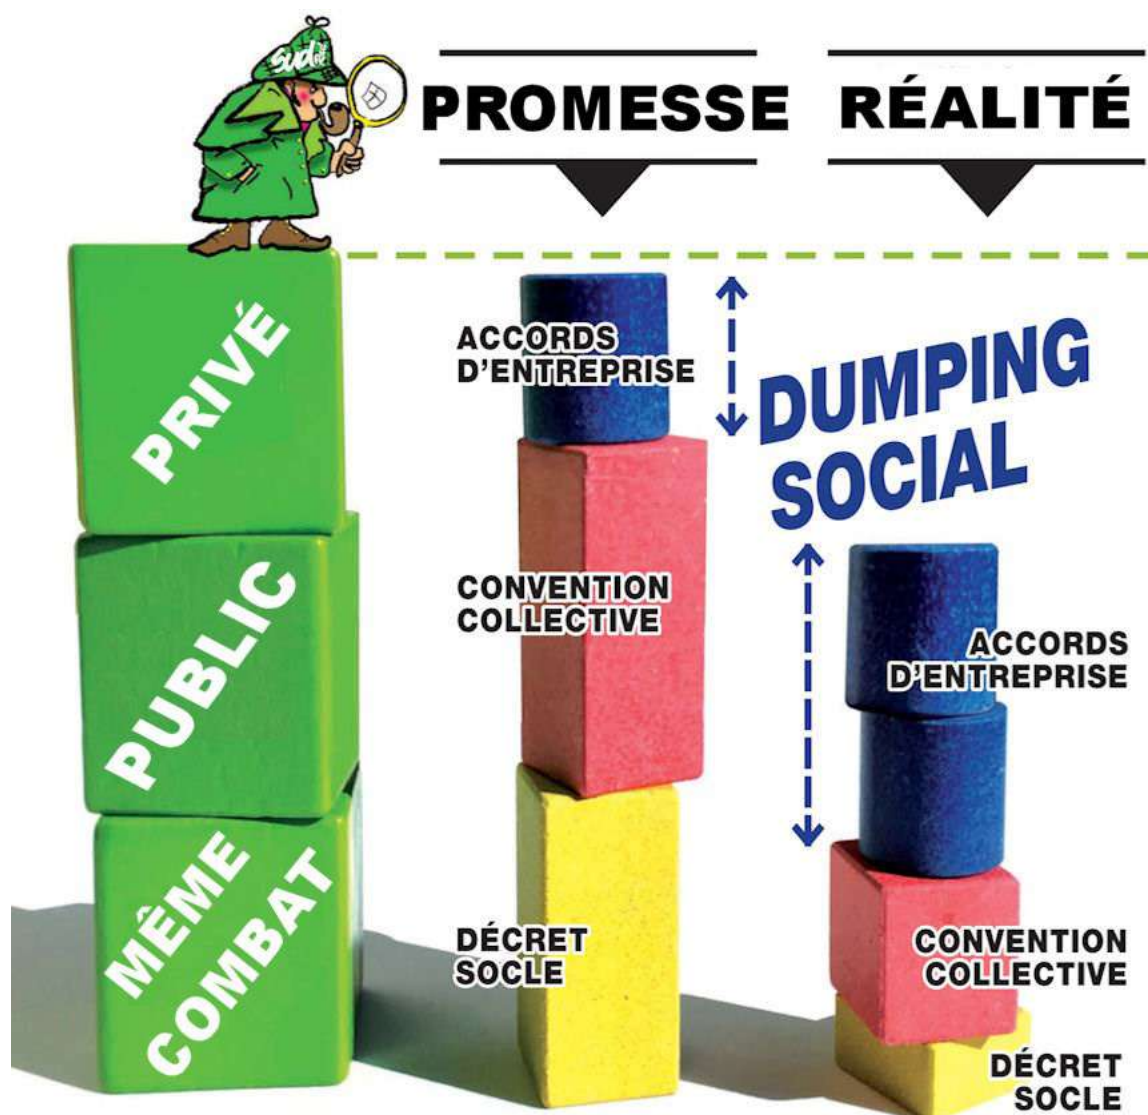 Sud
PROMESSE
RÉALITÉ
PRIVÉ
PUBLIC
MÊME
COMBAT
ACCORDS
D'ENTREPRISE
CONVENTION
COLLECTIVE
DÉCRET
SOCLE
DUMPING
SOCIAL
ACCORDS
D'ENTREPRISE
CONVENTION
COLLECTIVE
DÉCRET
SOCLE